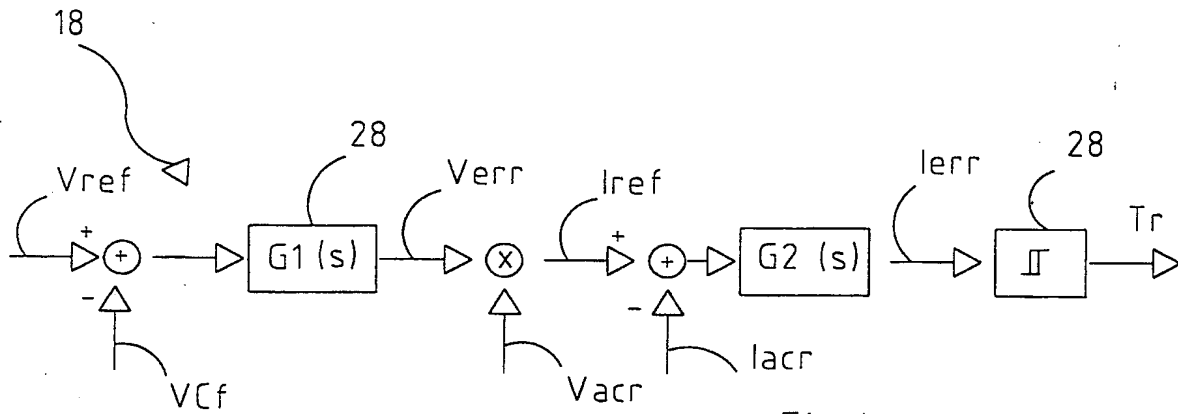 18
28
28
Vref
Verr
Iref
Ierr
Tr
+
+
G1 (s)
X
+
+
G2 (s)
-
-
VCf
Vacr
Iacr